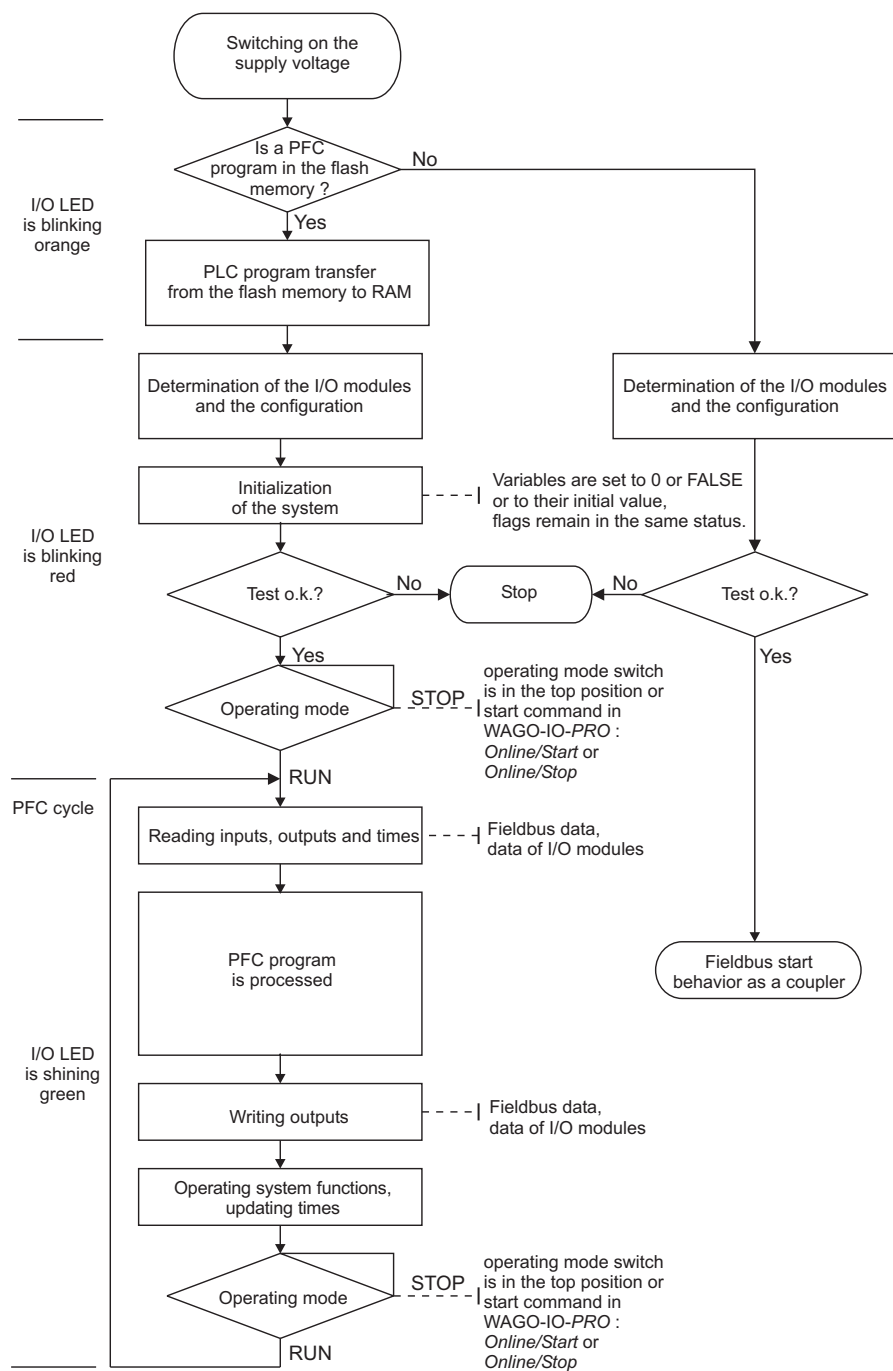 Switching on the
supply voltage
Is a PFC
program in the flash
memory ?
No
Yes
I/O LED
is blinking
orange
PLC program transfer
from the flash memory to RAM
Determination of the I/O modules
and the configuration
Determination of the I/O modules
and the configuration
Initialization
of the system
Variables are set to 0 or FALSE
or to their initial value,
flags remain in the same status.
I/O LED
is blinking
red
Test o.k.?
No
Stop
No
Test o.k.?
Yes
Yes
Operating mode
STOP
operating mode switch
is in the top position or
start command in
WAGO-IO-PRO :
Online/Start or
Online/Stop
RUN
PFC cycle
Reading inputs, outputs and times
Fieldbus data,
data of I/O modules
PFC program
is processed
Fieldbus start
behavior as a coupler
I/O LED
is shining
green
Writing outputs
Fieldbus data,
data of I/O modules
Operating system functions,
updating times
Operating mode
STOP
operating mode switch
is in the top position or
start command in
WAGO-IO-PRO :
Online/Start or
Online/Stop
RUN